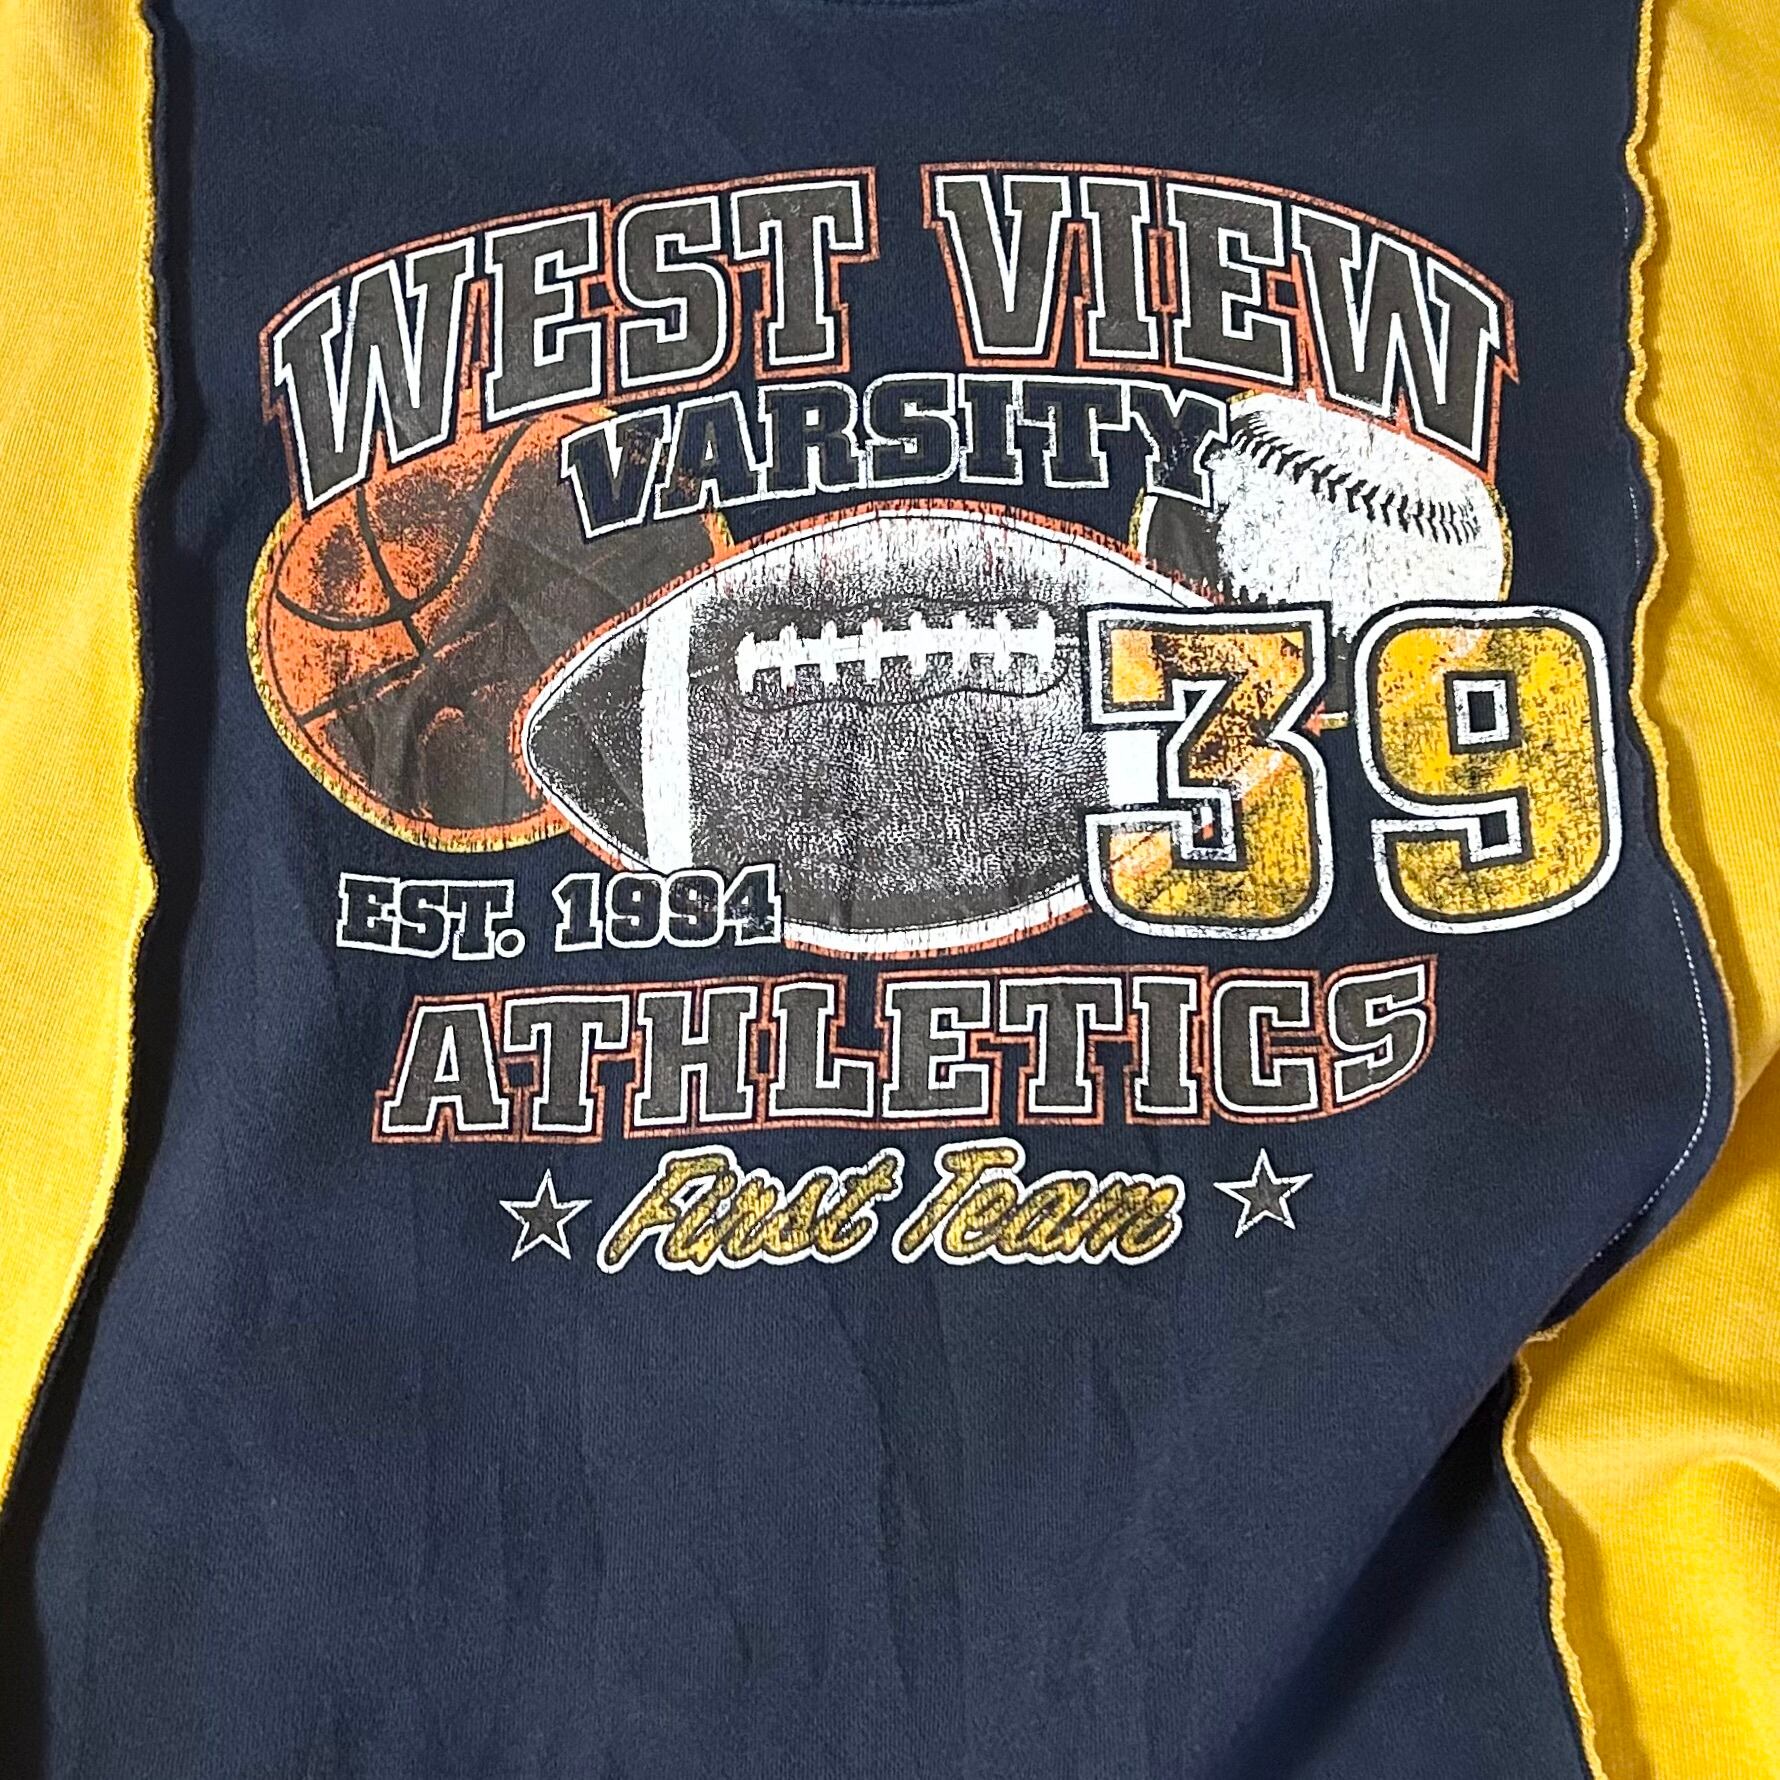 WEST VIEW
VARSITY
39
EST. 1994
ATHLETICS
First Team